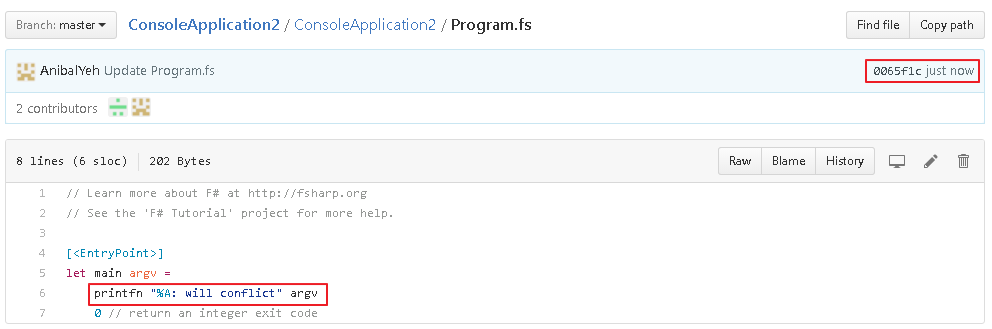 Branch: master ConsoleApplication2 / ConsoleApplication2 / Program.fs Find file Copy path
AnibalYeh Update Program.fs 0065f1c just now
2 contributors
8 lines (6 sloc) 202 Bytes Raw Blame History
1 // Learn more about F# at http://fsharp.org
2 // See the 'F# Tutorial' project for more help.
3
4 [<EntryPoint>]
5 let main argv =
6 printfn "%A: will conflict" argv
7 0 // return an integer exit code